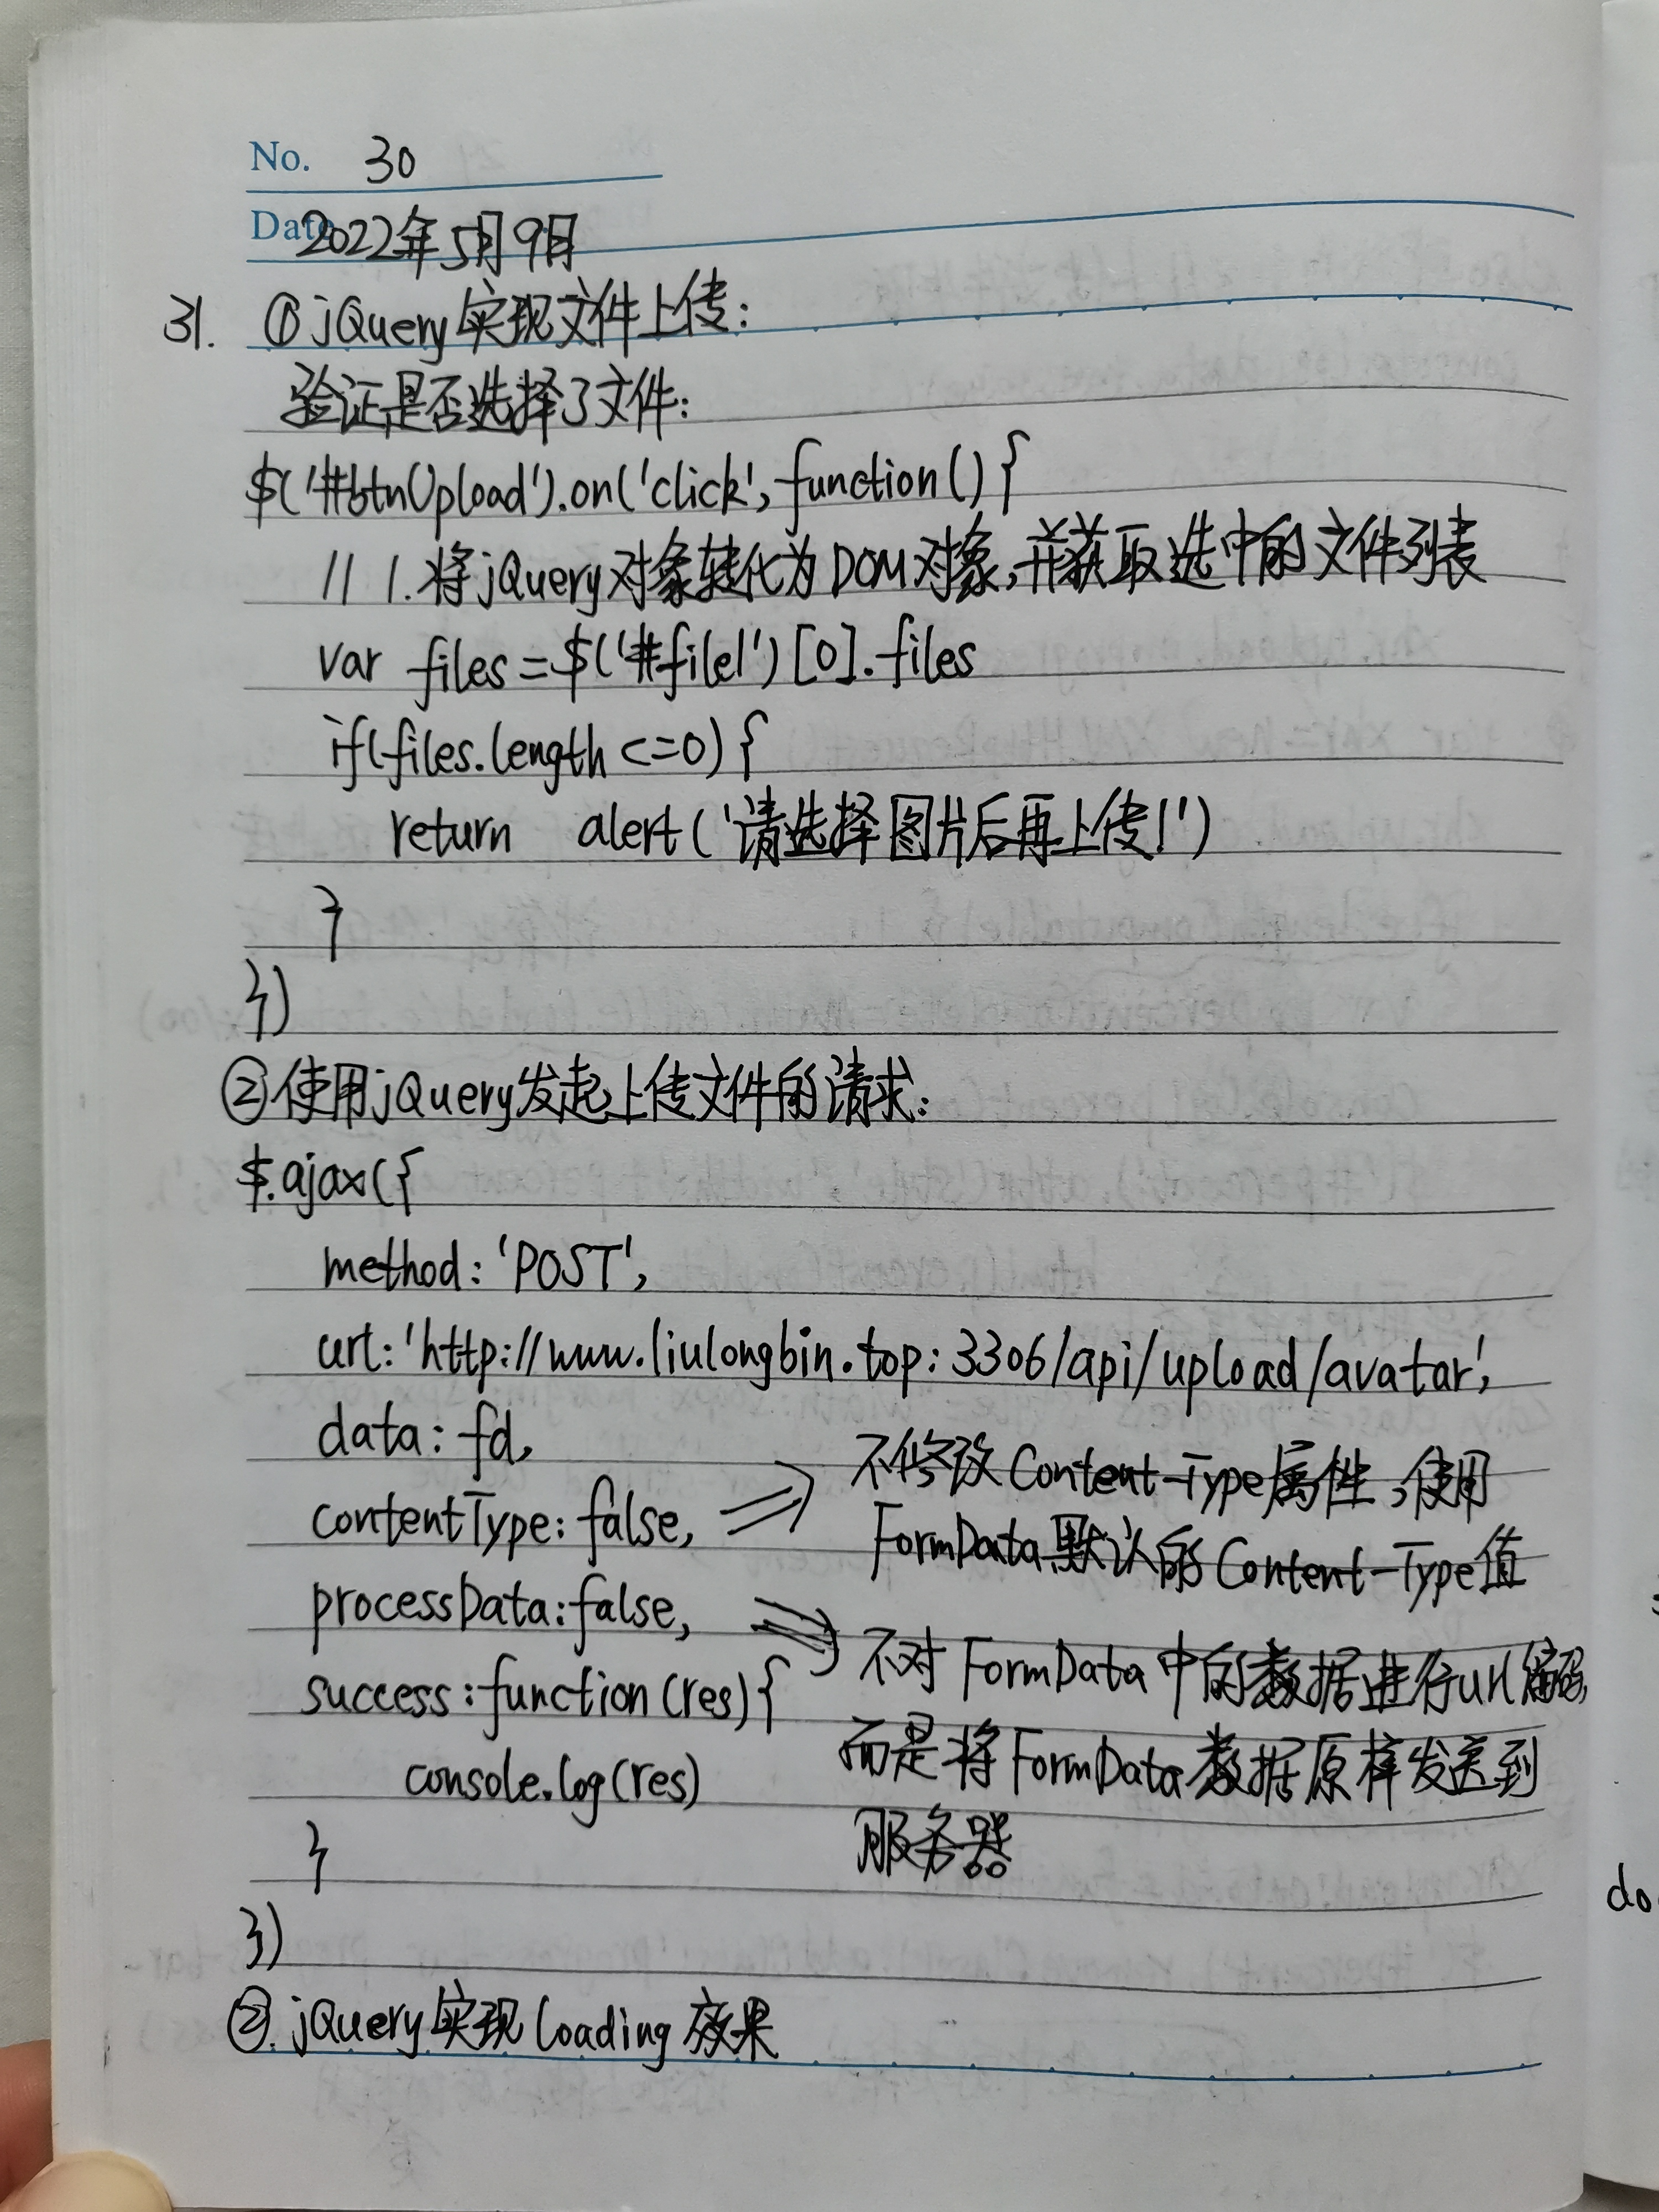 No. 30
Date 2022年5月9日
31. ①jQuery实现文件上传:
验证是否选择了文件:
$('#btnUpload').on('click', function() {
// 1.将jQuery对象转化为DOM对象,并获取选中的文件列表
var files = $('#file1')[0].files
if(files.length <=0) {
return alert('请选择图片后再上传!')
}
})
②使用jQuery发起上传文件的请求:
$.ajax({
method: 'POST',
url: 'http://www.liulongbin.top:3306/api/upload/avatar',
data: fd,
contentType: false, => 不修改Content-Type属性,使用
FormData默认的Content-Type值
processData: false, => 不对FormData中的数据进行url编码,
success: function(res) { 而是将FormData数据原样发送到
console.log(res) 服务器
}
})
②.jQuery实现loading效果
do